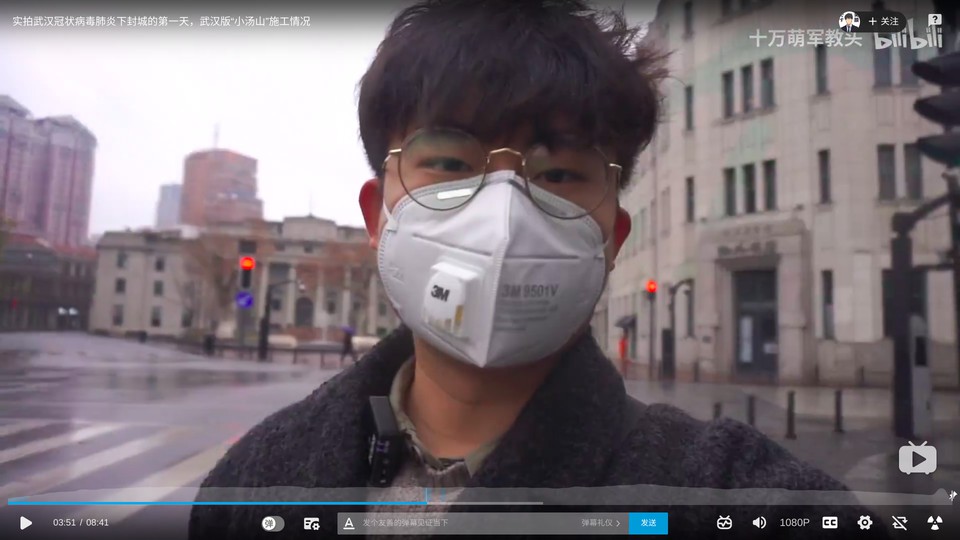 实拍武汉冠状病毒肺炎下封城的第一天，武汉版“小汤山”施工情况
+ 关注
十万萌军教头
bilibili
3M
3M 9501V
03:51 / 08:41
弹
A
发个友善的弹幕见证当下
弹幕礼仪 >
发送
1080P
CC